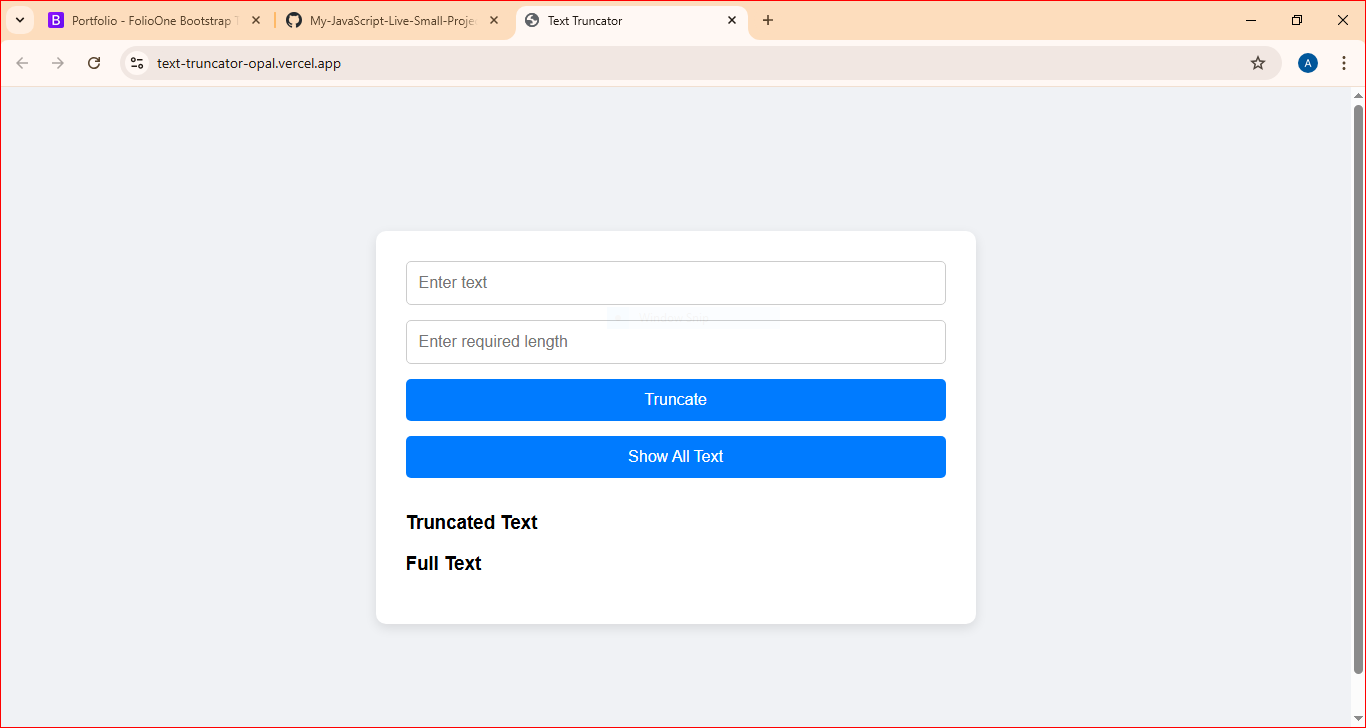 B Portfolio - FolioOne Bootstrap
My-JavaScript-Live-Small-Proje
Text Truncator
text-truncator-opal.vercel.app
A
Enter text
Enter required length
Truncate
Show All Text
Truncated Text
Full Text